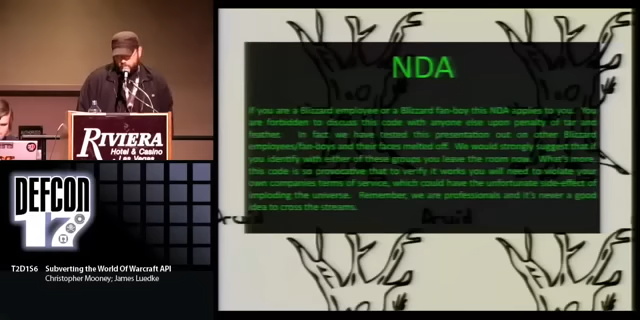 NDA
If you are a Blizzard employee or a Blizzard fan-boy this NDA applies to you. You
are forbidden to discuss this code with anyone else upon penalty of tar and
feather. In fact we have tested this presentation out on other Blizzard
employees/fan-boys and their faces melted off. We would strongly suggest that if
you identify with either of these groups you leave the room now. What's more
this code is so provocative that to verify it works you will need to violate your
own companies terms of service, which could have the unfortunate side-effect of
imploding the universe. Remember, we are professionals and it's never a good
idea to cross the streams.
Druid
Druid
RIVIERA
Hotel & Casino
Las Vegas
DEFCON
17
T2D1S6 Subverting the World Of Warcraft API
Christopher Mooney; James Luedke